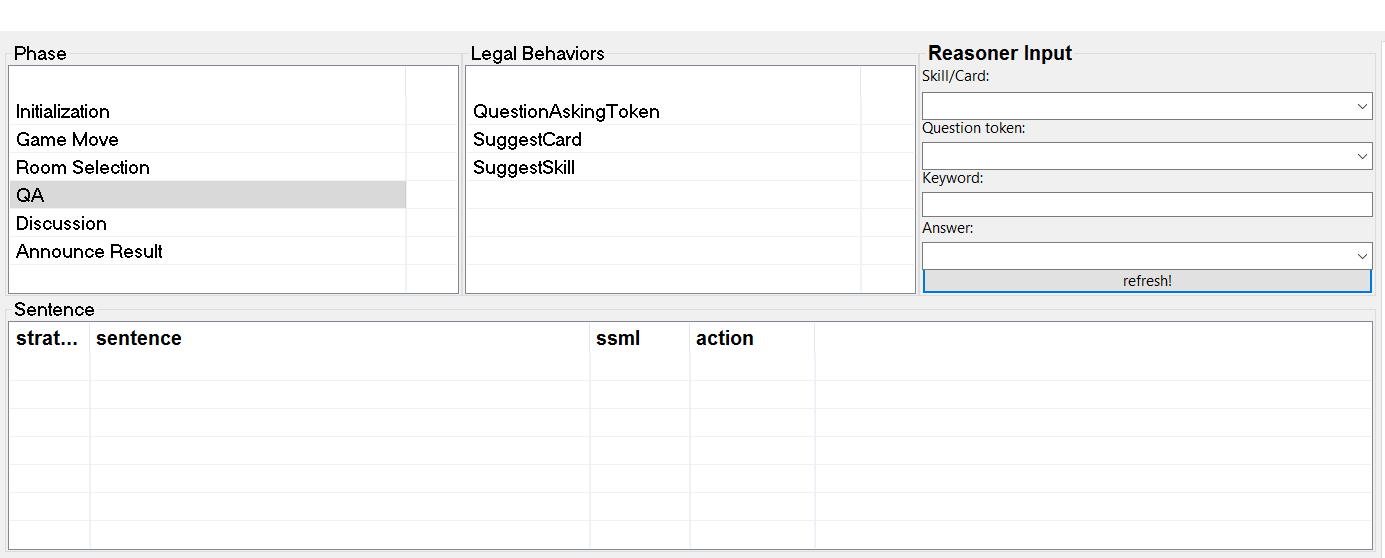 Phase
Initialization
Game Move
Room Selection
QA
Discussion
Announce Result
Legal Behaviors
QuestionAskingToken
SuggestCard
SuggestSkill
Reasoner Input
Skill/Card:
Question token:
Keyword:
Answer:
refresh!
Sentence
strat... sentence ssml action